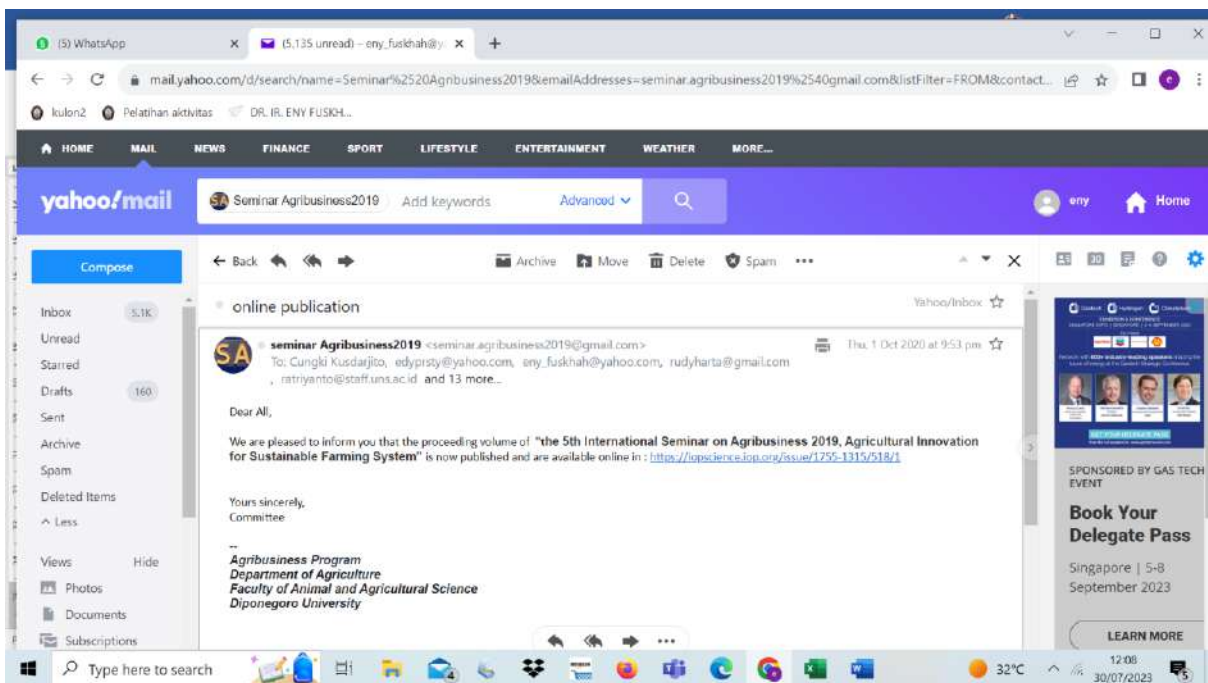 (5) WhatsApp
(5,135 unread) – eny_fuskhah@y
mail.yahoo.com/d/search/name=Seminar%2520Agribusiness2019&emailAddresses=seminar.agribusiness2019%2540gmail.com&listFilter=FROM&contact...
kulon2 Pelatihan aktivitas DR. IR. ENY FUSKH...
HOME MAIL NEWS FINANCE SPORT LIFESTYLE ENTERTAINMENT WEATHER MORE...
yahoo!mail
SA Seminar Agribusiness2019 Add keywords Advanced
eny Home
Compose
Back Archive Move Delete Spam
Inbox 5.1K
Unread
Starred
Drafts 160
Sent
Archive
Spam
Deleted Items
Less
Views Hide
Photos
Documents
Subscriptions
online publication
Yahoo/Inbox
SA
seminar Agribusiness2019 <seminar.agribusiness2019@gmail.com>
Thu, 1 Oct 2020 at 9:53 pm
To: Cungki Kusdarjito, edyprsty@yahoo.com, eny_fuskhah@yahoo.com, rudyharta@gmail.com
, ratriyanto@staff.uns.ac.id and 13 more...
Dear All,
We are pleased to inform you that the proceeding volume of "the 5th International Seminar on Agribusiness 2019, Agricultural Innovation
for Sustainable Farming System" is now published and are available online in : https://iopscience.iop.org/issue/1755-1315/518/1
Yours sincerely,
Committee
--
Agribusiness Program
Department of Agriculture
Faculty of Animal and Agricultural Science
Diponegoro University
SPONSORED BY GAS TECH
EVENT
Book Your
Delegate Pass
Singapore | 5-8
September 2023
LEARN MORE
Type here to search
32°C
12:08
30/07/2023
5